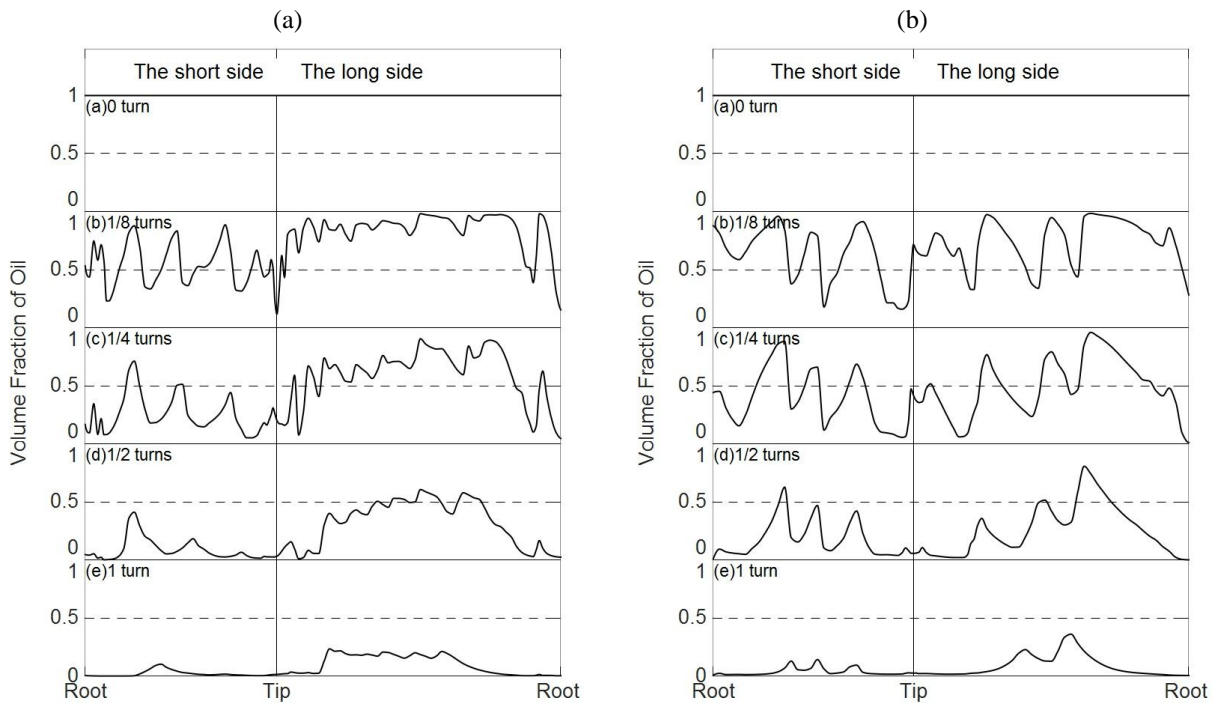 (a)
The short side The long side
1
(a)0 turn
0.5
0
1
(b)1/8 turns
0.5
0
1
(c)1/4 turns
0.5
0
1
(d)1/2 turns
0.5
0
1
(e)1 turn
0.5
0
Root Tip Root
Volume Fraction of Oil
(b)
The short side The long side
1
(a)0 turn
0.5
0
1
(b)1/8 turns
0.5
0
1
(c)1/4 turns
0.5
0
1
(d)1/2 turns
0.5
0
1
(e)1 turn
0.5
0
Root Tip Root
Volume Fraction of Oil